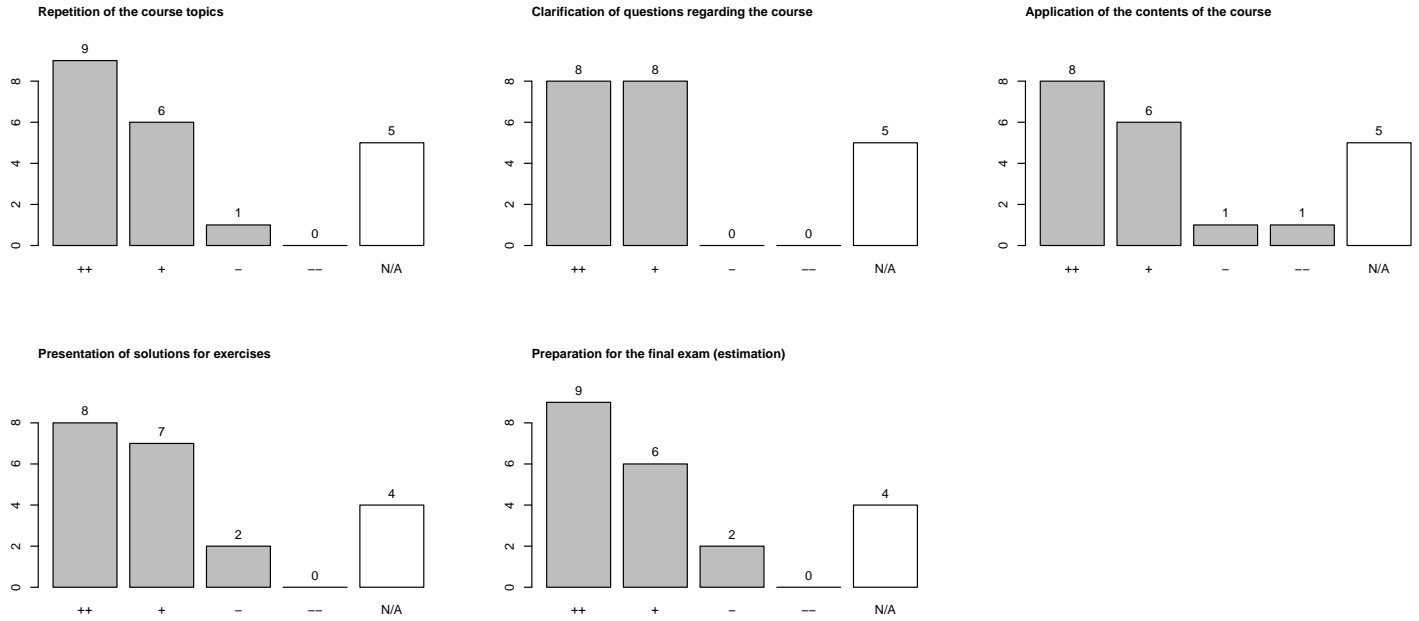 Repetition of the course topics
9
6
1
0
5
0 2 4 6 8
++ + − −− N/A
Clarification of questions regarding the course
8
8
0
0
5
0 2 4 6 8
++ + − −− N/A
Application of the contents of the course
8
6
1
1
5
0 2 4 6 8
++ + − −− N/A
Presentation of solutions for exercises
8
7
2
0
4
0 2 4 6 8
++ + − −− N/A
Preparation for the final exam (estimation)
9
6
2
0
4
0 2 4 6 8
++ + − −− N/A